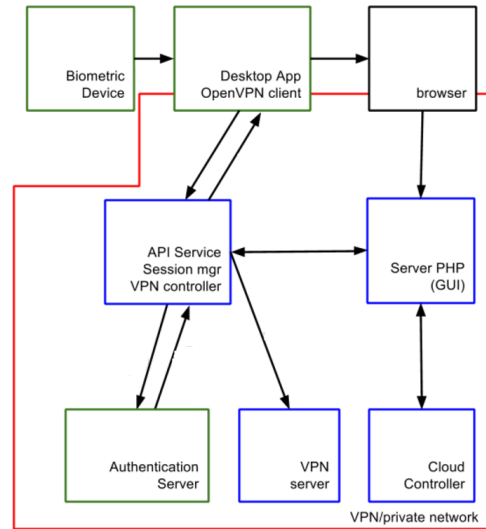 Biometric
Device
Desktop App
OpenVPN client
browser
API Service
Session mgr
VPN controller
Server PHP
(GUI)
Authentication
Server
VPN
server
Cloud
Controller
VPN/private network